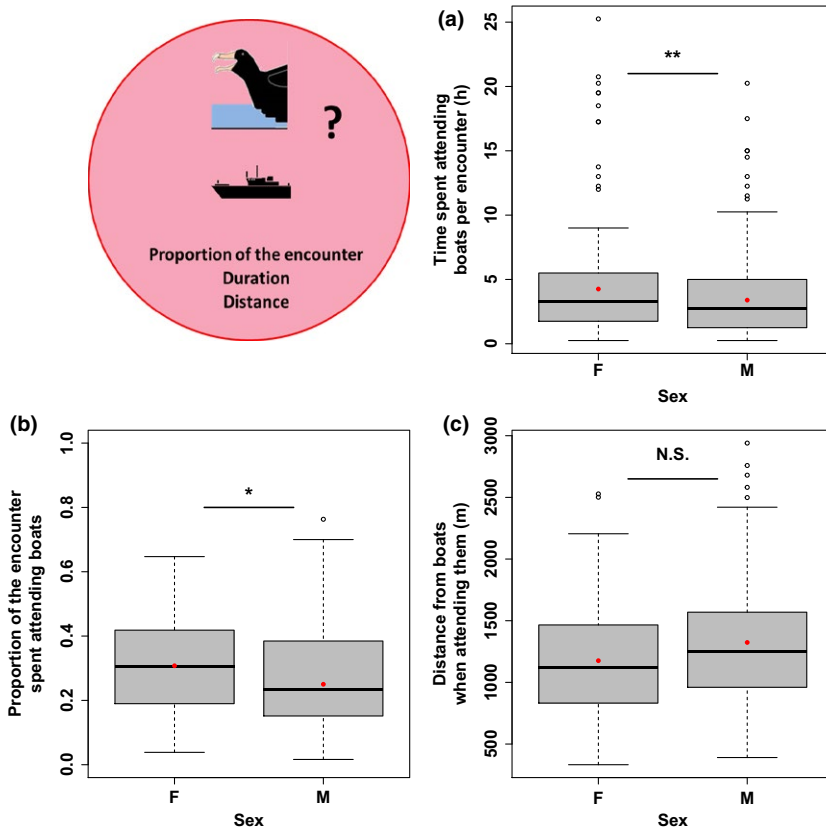 ?
Proportion of the encounter
Duration
Distance
(a)
Time spent attending
boats per encounter (h)
25
20
15
10
5
0
**
F
M
Sex
(b)
Proportion of the encounter
spent attending boats
1.0
0.8
0.6
0.4
0.2
0.0
*
F
M
Sex
(c)
Distance from boats
when attending them (m)
3000
2500
2000
1500
1000
500
N.S.
F
M
Sex